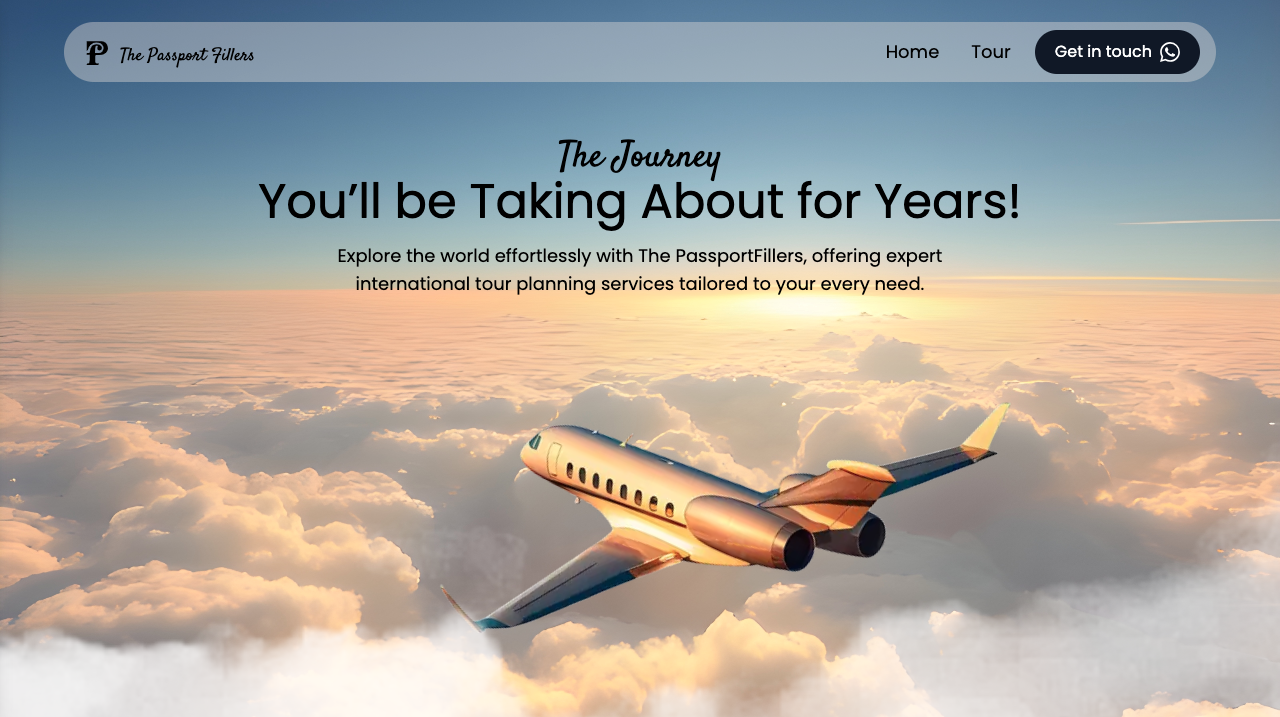 The Passport Fillers
Home
Tour
Get in touch
The Journey
You’ll be Taking About for Years!
Explore the world effortlessly with The PassportFillers, offering expert
international tour planning services tailored to your every need.